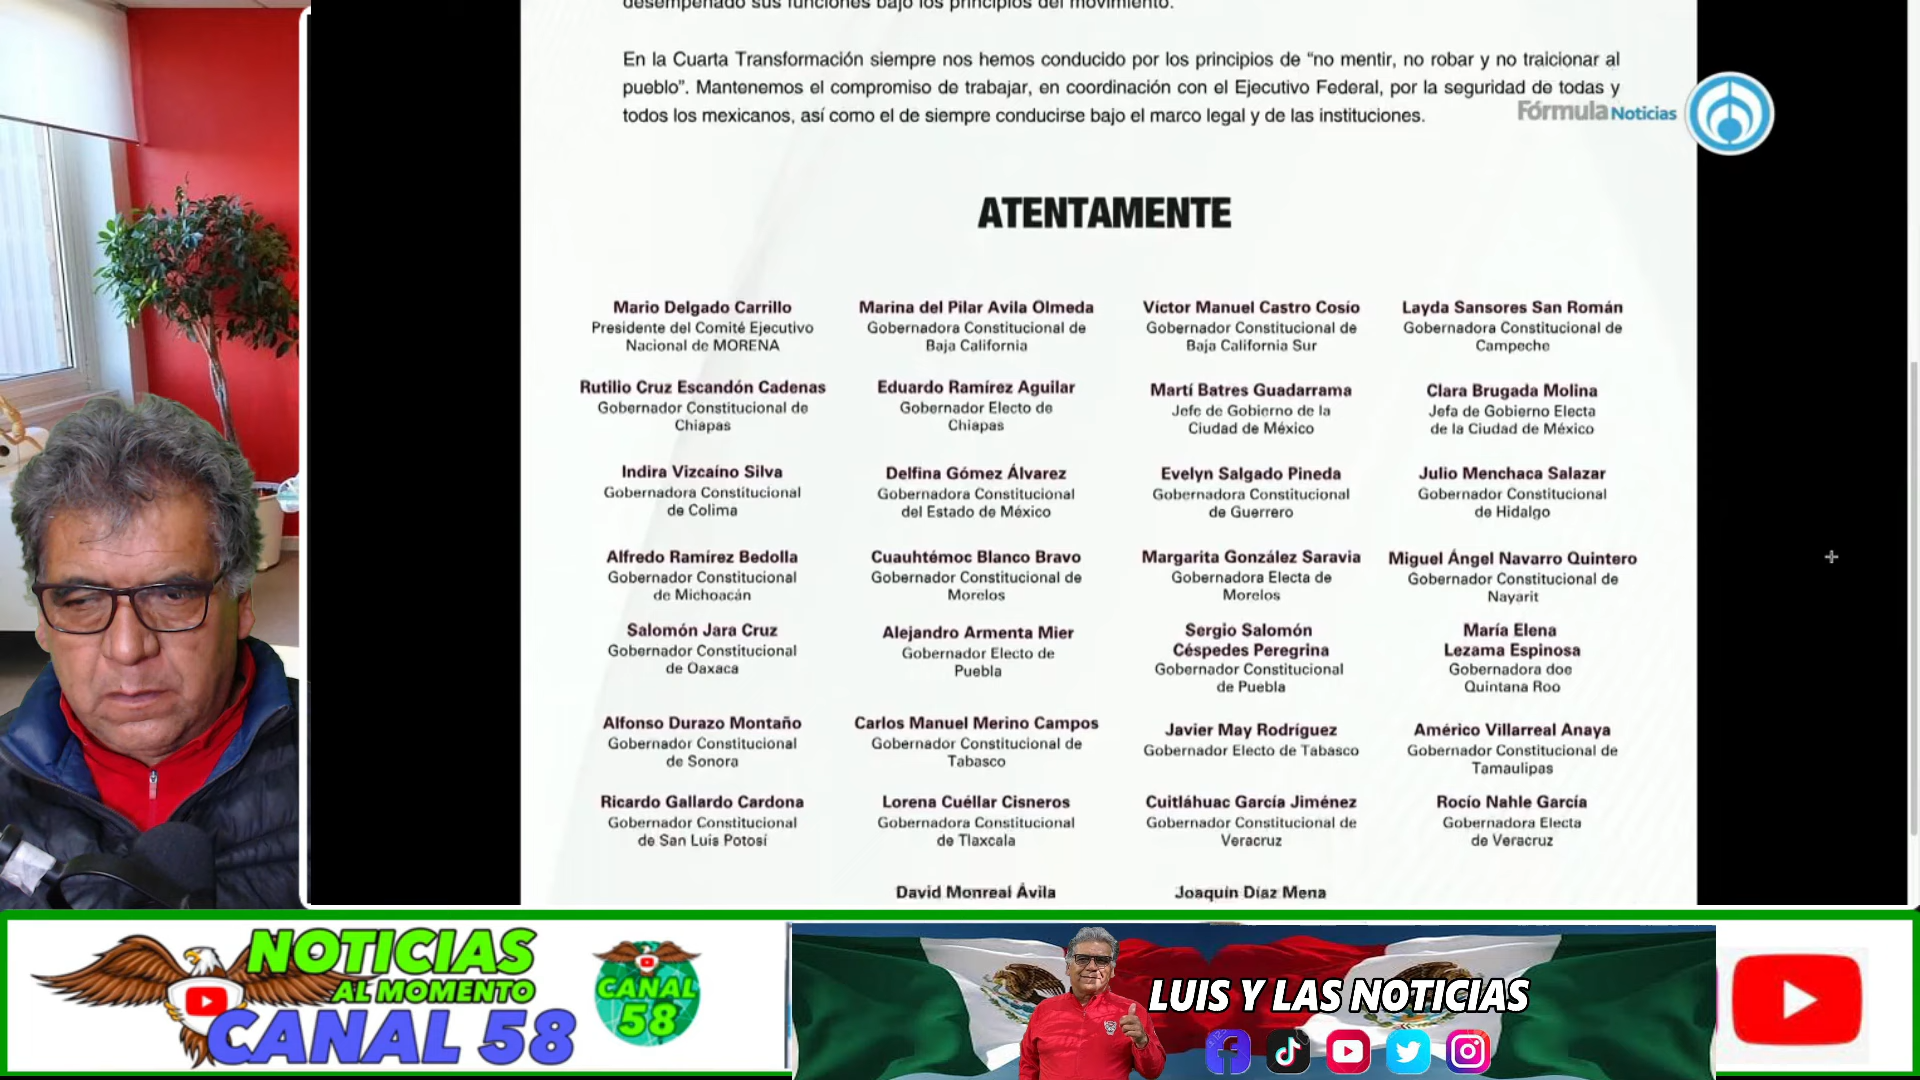 desempeñado sus funciones bajo los principios del movimiento.
En la Cuarta Transformación siempre nos hemos conducido por los principios de “no mentir, no robar y no traicionar al
pueblo”. Mantenemos el compromiso de trabajar, en coordinación con el Ejecutivo Federal, por la seguridad de todas y
todos los mexicanos, así como el de siempre conducirse bajo el marco legal y de las instituciones.
Fórmula Noticias
ATENTAMENTE
Mario Delgado Carrillo
Presidente del Comité Ejecutivo
Nacional de MORENA
Marina del Pilar Avila Olmeda
Gobernadora Constitucional de
Baja California
Víctor Manuel Castro Cosío
Gobernador Constitucional de
Baja California Sur
Layda Sansores San Román
Gobernadora Constitucional de
Campeche
Rutilio Cruz Escandón Cadenas
Gobernador Constitucional de
Chiapas
Eduardo Ramírez Aguilar
Gobernador Electo de
Chiapas
Martí Batres Guadarrama
Jefe de Gobierno de la
Ciudad de México
Clara Brugada Molina
Jefa de Gobierno Electa
de la Ciudad de México
Indira Vizcaíno Silva
Gobernadora Constitucional
de Colima
Delfina Gómez Álvarez
Gobernadora Constitucional
del Estado de México
Evelyn Salgado Pineda
Gobernadora Constitucional
de Guerrero
Julio Menchaca Salazar
Gobernador Constitucional
de Hidalgo
Alfredo Ramírez Bedolla
Gobernador Constitucional
de Michoacán
Cuauhtémoc Blanco Bravo
Gobernador Constitucional de
Morelos
Margarita González Saravia
Gobernadora Electa de
Morelos
Miguel Ángel Navarro Quintero
Gobernador Constitucional de
Nayarit
Salomón Jara Cruz
Gobernador Constitucional
de Oaxaca
Alejandro Armenta Mier
Gobernador Electo de
Puebla
Sergio Salomón
Céspedes Peregrina
Gobernador Constitucional
de Puebla
María Elena
Lezama Espinosa
Gobernadora doe
Quintana Roo
Alfonso Durazo Montaño
Gobernador Constitucional
de Sonora
Carlos Manuel Merino Campos
Gobernador Constitucional de
Tabasco
Javier May Rodríguez
Gobernador Electo de Tabasco
Américo Villarreal Anaya
Gobernador Constitucional de
Tamaulipas
Ricardo Gallardo Cardona
Gobernador Constitucional
de San Luis Potosí
Lorena Cuéllar Cisneros
Gobernadora Constitucional
de Tlaxcala
Cuitláhuac García Jiménez
Gobernador Constitucional de
Veracruz
Rocío Nahle García
Gobernadora Electa
de Veracruz
David Monreal Ávila
Joaquín Díaz Mena
NOTICIAS
AL MOMENTO
CANAL 58
CANAL
58
LUIS Y LAS NOTICIAS